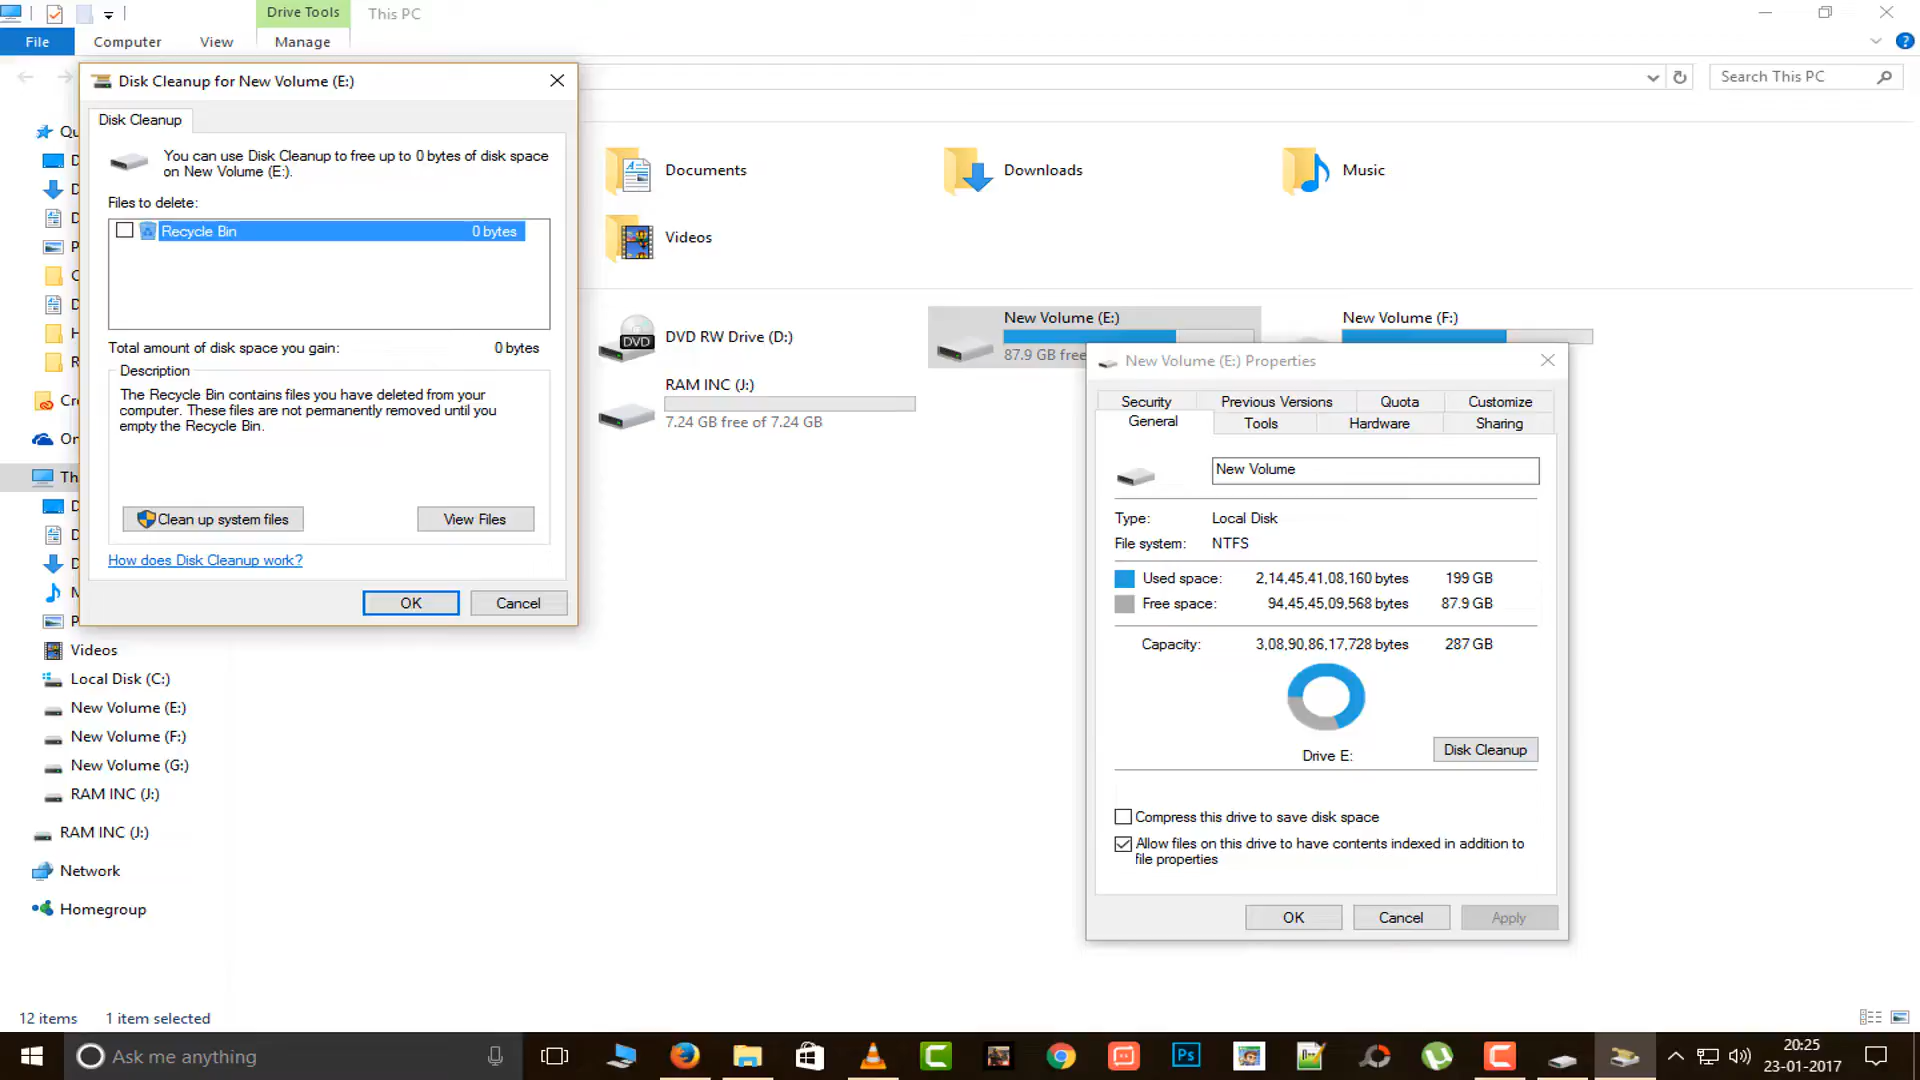 Drive Tools
This PC
File
Computer
View
Manage
Search This PC
Disk Cleanup for New Volume (E:)
Disk Cleanup
You can use Disk Cleanup to free up to 0 bytes of disk space
on New Volume (E:).
Files to delete:
Recycle Bin 0 bytes
Total amount of disk space you gain: 0 bytes
Description
The Recycle Bin contains files you have deleted from your
computer. These files are not permanently removed until you
empty the Recycle Bin.
Clean up system files
View Files
How does Disk Cleanup work?
OK
Cancel
Documents
Downloads
Music
Videos
DVD RW Drive (D:)
New Volume (E:)
87.9 GB free
New Volume (F:)
RAM INC (J:)
7.24 GB free of 7.24 GB
New Volume (E:) Properties
Security
Previous Versions
Quota
Customize
General
Tools
Hardware
Sharing
New Volume
Type: Local Disk
File system: NTFS
Used space: 2,14,45,41,08,160 bytes 199 GB
Free space: 94,45,45,09,568 bytes 87.9 GB
Capacity: 3,08,90,86,17,728 bytes 287 GB
Drive E:
Disk Cleanup
Compress this drive to save disk space
Allow files on this drive to have contents indexed in addition to
file properties
OK
Cancel
Apply
Qu
D
D
D
P
C
D
H
R
Cr
On
Th
D
D
D
M
P
Videos
Local Disk (C:)
New Volume (E:)
New Volume (F:)
New Volume (G:)
RAM INC (J:)
RAM INC (J:)
Network
Homegroup
12 items
1 item selected
Ask me anything
Ps
20:25
23-01-2017